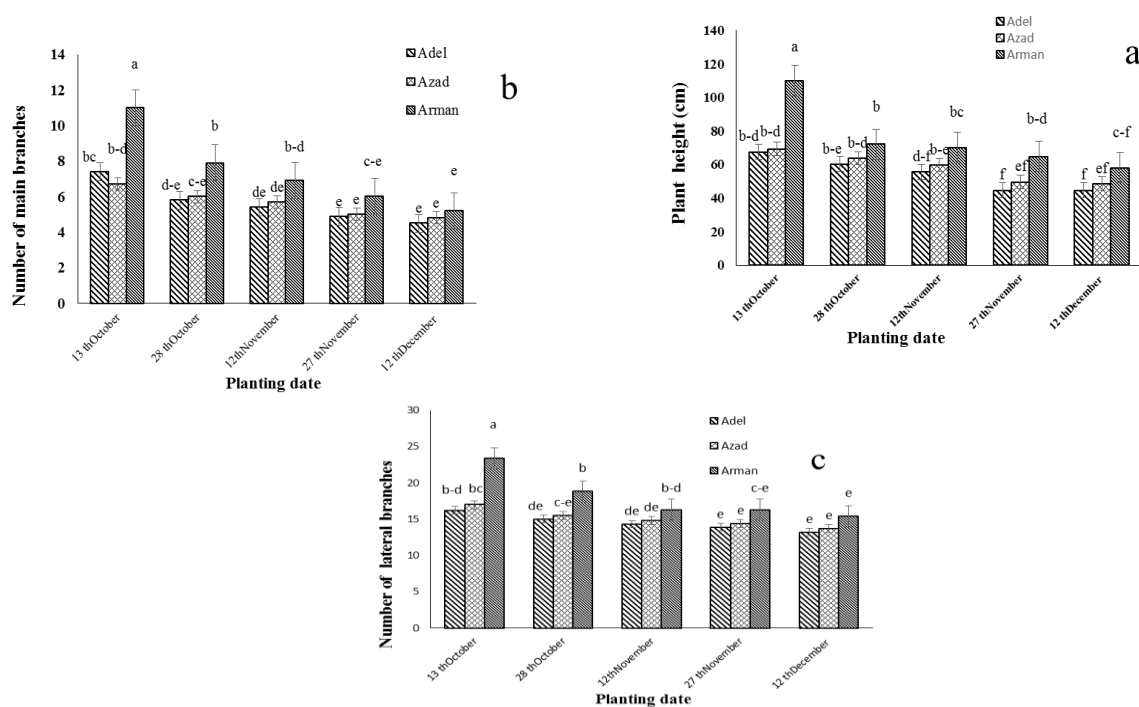 Number of main branches
14
12
10
8
6
4
2
0
Adel
Azad
Arman
b
bc
b-d
a
d-e
c-e
b
de
de
b-d
e
e
c-e
e
e
e
13 thOctober
28 thOctober
12thNovember
27 thNovember
12 thDecember
Planting date
Plant height (cm)
140
120
100
80
60
40
20
0
Adel
Azad
Arman
a
b-d
b-d
a
b-e
b-d
b
d-f
b-e
bc
f
ef
b-d
f
ef
c-f
13 thOctober
28 thOctober
12thNovember
27 thNovember
12 thDecember
Planting date
Number of lateral branches
30
25
20
15
10
5
0
Adel
Azad
Arman
c
b-d
bc
a
de
c-e
b
de
de
b-d
e
e
c-e
e
e
e
13 thOctober
28 thOctober
12thNovember
27 thNovember
12 thDecember
Planting date